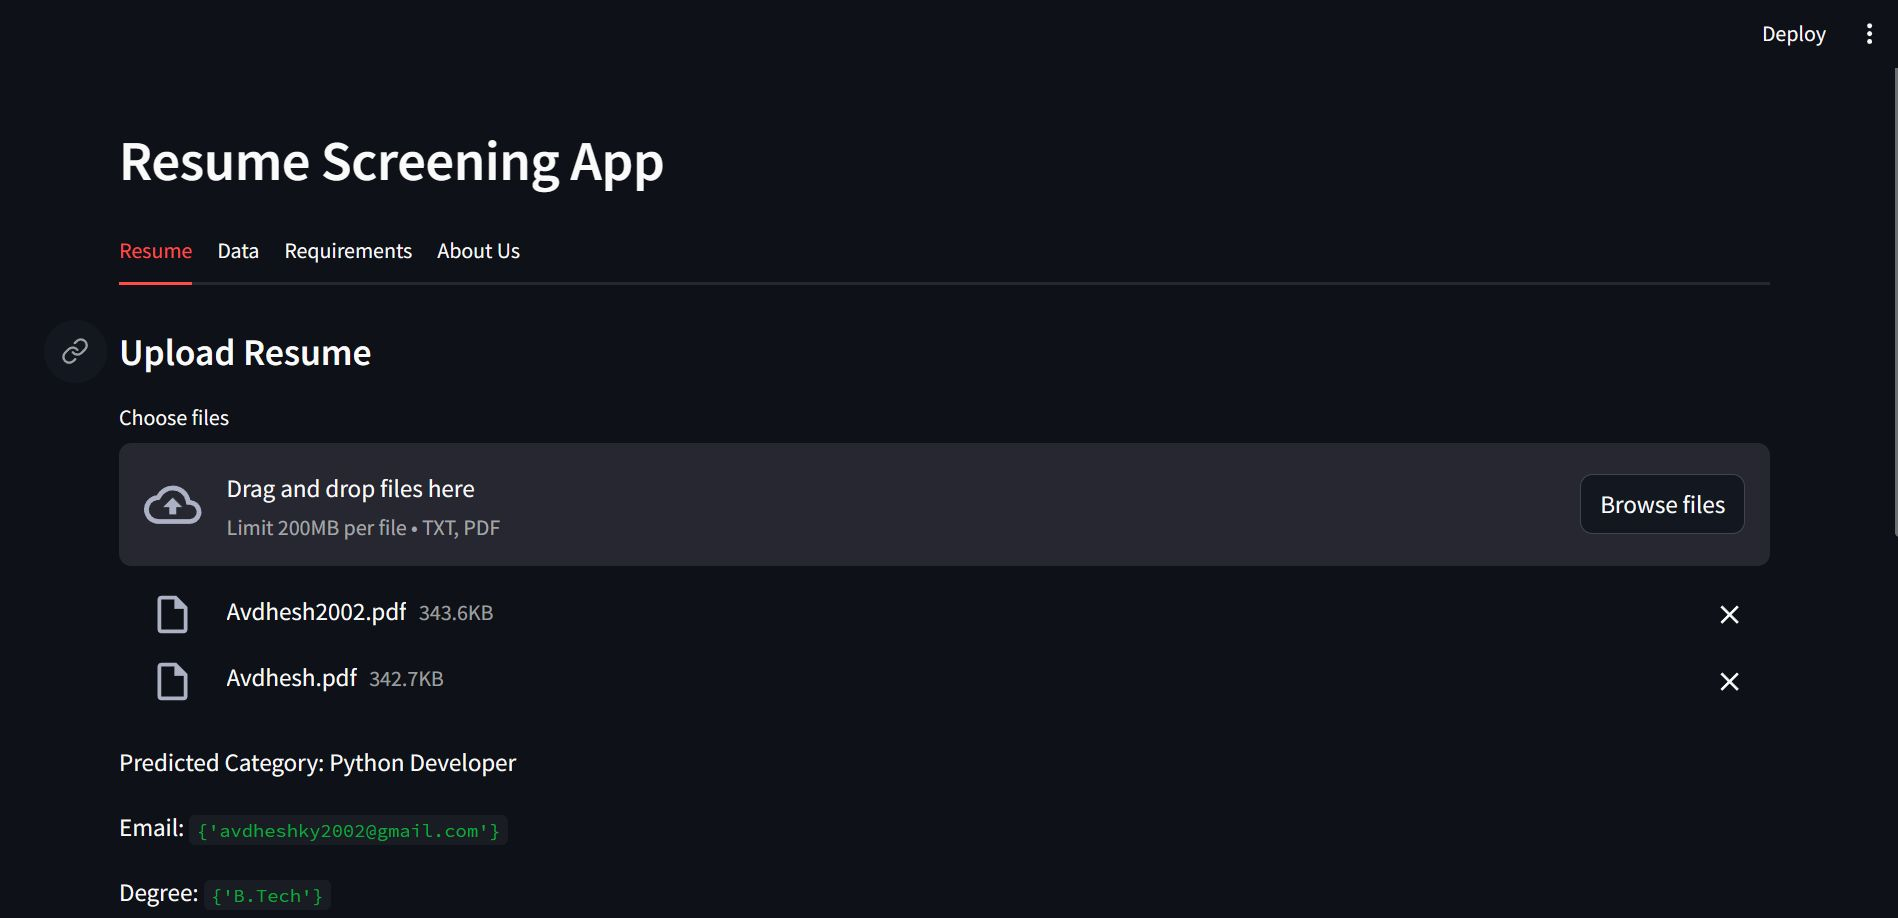 Deploy
Resume Screening App
Resume Data Requirements About Us
Upload Resume
Choose files
Drag and drop files here
Limit 200MB per file • TXT, PDF
Browse files
Avdhesh2002.pdf 343.6KB
Avdhesh.pdf 342.7KB
Predicted Category: Python Developer
Email: {'avdheshky2002@gmail.com'}
Degree: {'B.Tech'}